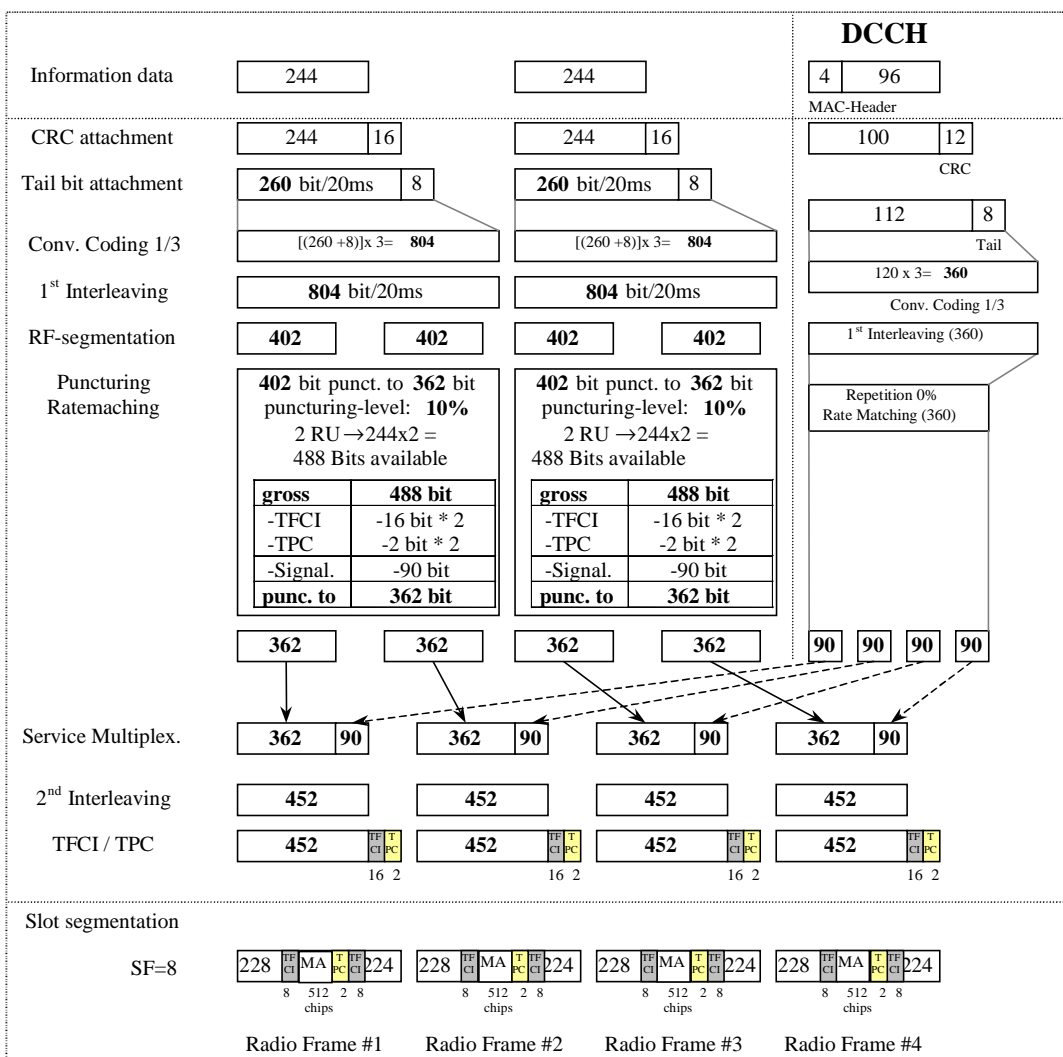 DCCH
Information data 244 244 4 96
MAC-Header
CRC attachment 244 16 244 16 100 12
CRC
Tail bit attachment 260 bit/20ms 8 260 bit/20ms 8
112 8
Tail
Conv. Coding 1/3 [(260 +8)]x 3= 804 [(260 +8)]x 3= 804
120 x 3= 360
Conv. Coding 1/3
1st Interleaving 804 bit/20ms 804 bit/20ms
RF-segmentation 402 402 402 402 1st Interleaving (360)
Puncturing
Ratemaching
402 bit punct. to 362 bit
puncturing-level: 10%
2 RU →244x2 =
488 Bits available
gross 488 bit
-TFCI -16 bit * 2
-TPC -2 bit * 2
-Signal. -90 bit
punc. to 362 bit
402 bit punct. to 362 bit
puncturing-level: 10%
2 RU →244x2 =
488 Bits available
gross 488 bit
-TFCI -16 bit * 2
-TPC -2 bit * 2
-Signal. -90 bit
punc. to 362 bit
Repetition 0%
Rate Matching (360)
362 362 362 362 90 90 90 90
Service Multiplex. 362 90 362 90 362 90 362 90
2nd Interleaving 452 452 452 452
TFCI / TPC 452 TF CI T PC 452 TF CI T PC 452 TF CI T PC 452 TF CI T PC
16 2 16 2 16 2 16 2
Slot segmentation
SF=8 228 TF CI MA T PC TF CI 224 228 TF CI MA T PC TF CI 224 228 TF CI MA T PC TF CI 224 228 TF CI MA T PC TF CI 224
8 512 2 8 8 512 2 8 8 512 2 8 8 512 2 8
chips chips chips chips
Radio Frame #1 Radio Frame #2 Radio Frame #3 Radio Frame #4